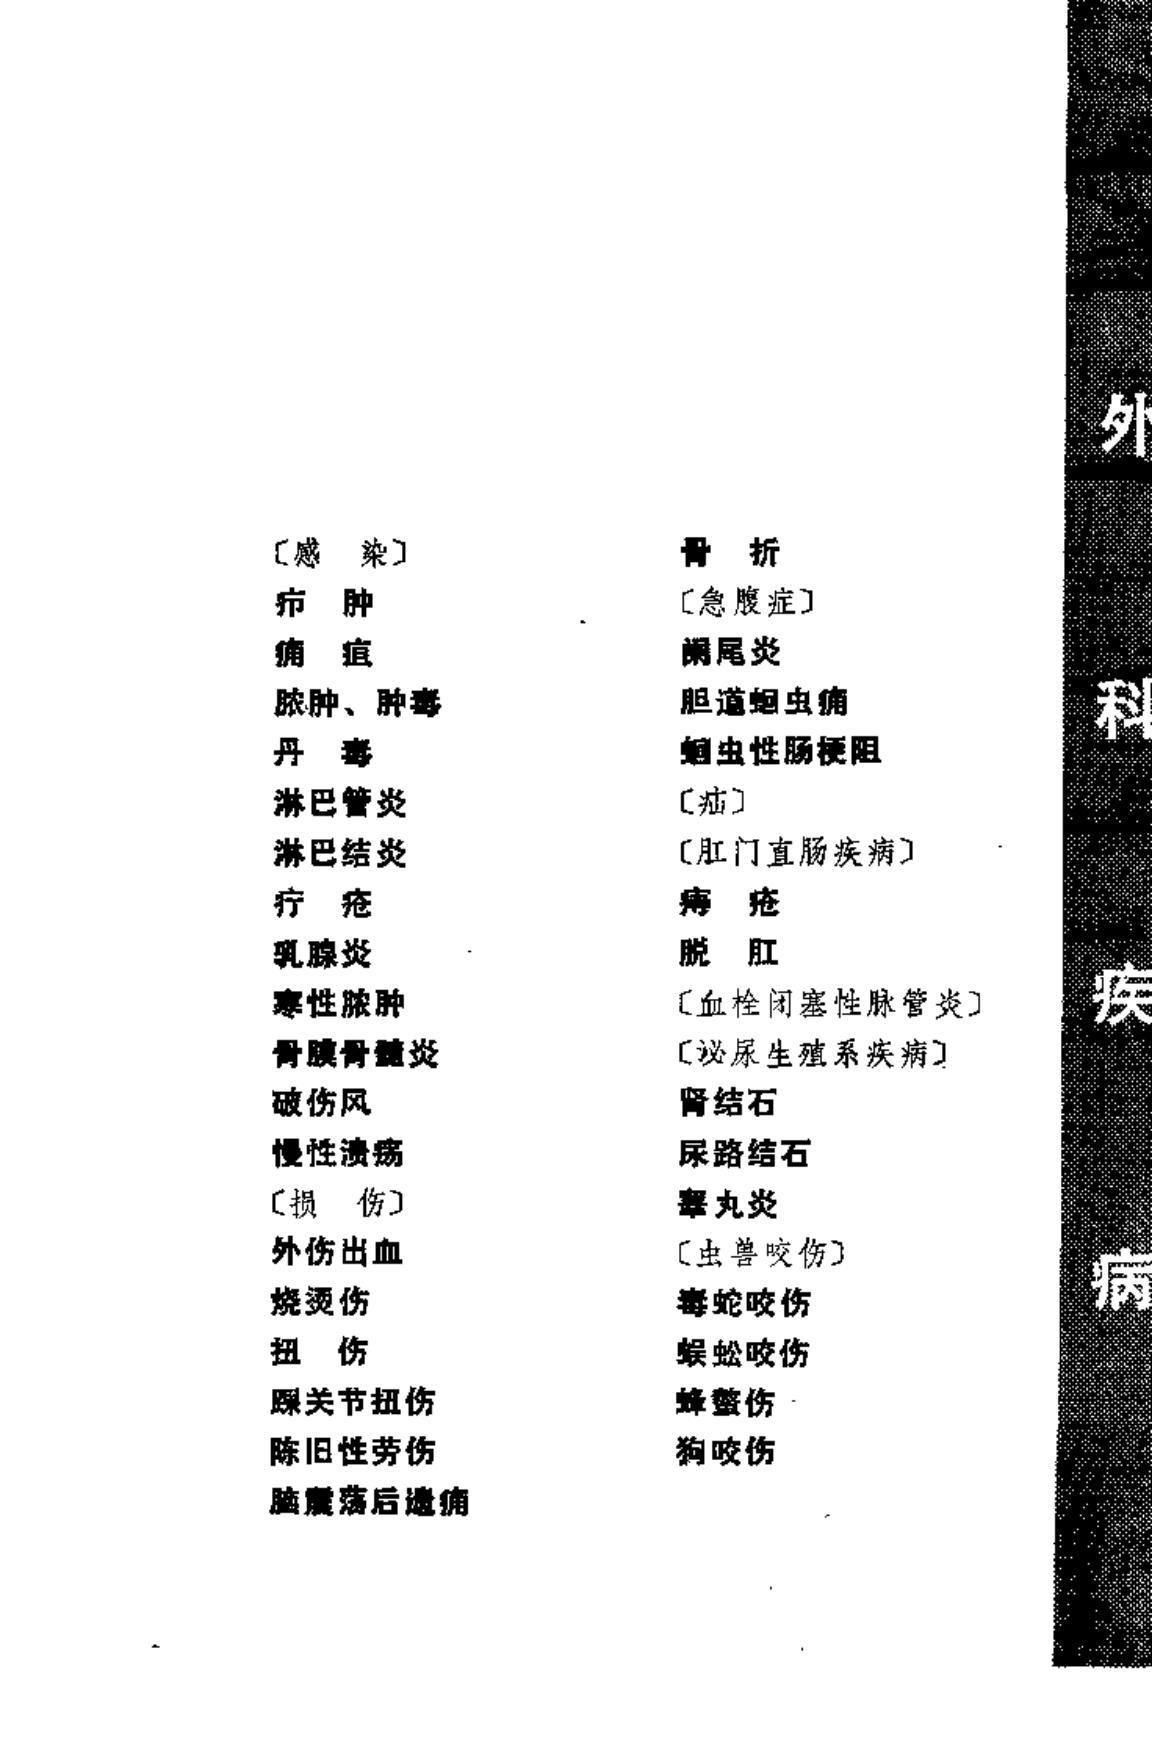 〔感　染〕
疖　肿
痈　疽
脓肿、肿毒
丹　毒
淋巴管炎
淋巴结炎
疔　疮
乳腺炎
寒性脓肿
骨膜骨髓炎
破伤风
慢性溃疡
〔损　伤〕
外伤出血
烧烫伤
扭　伤
踝关节扭伤
陈旧性劳伤
脑震荡后遗痛
骨　折
〔急腹症〕
阑尾炎
胆道蛔虫病
蛔虫性肠梗阻
〔疝〕
〔肛门直肠疾病〕
痔　疮
脱　肛
〔血栓闭塞性脉管炎〕
〔泌尿生殖系疾病〕
肾结石
尿路结石
睾丸炎
〔虫兽咬伤〕
毒蛇咬伤
蜈蚣咬伤
蜂螫伤
狗咬伤
外科疾病